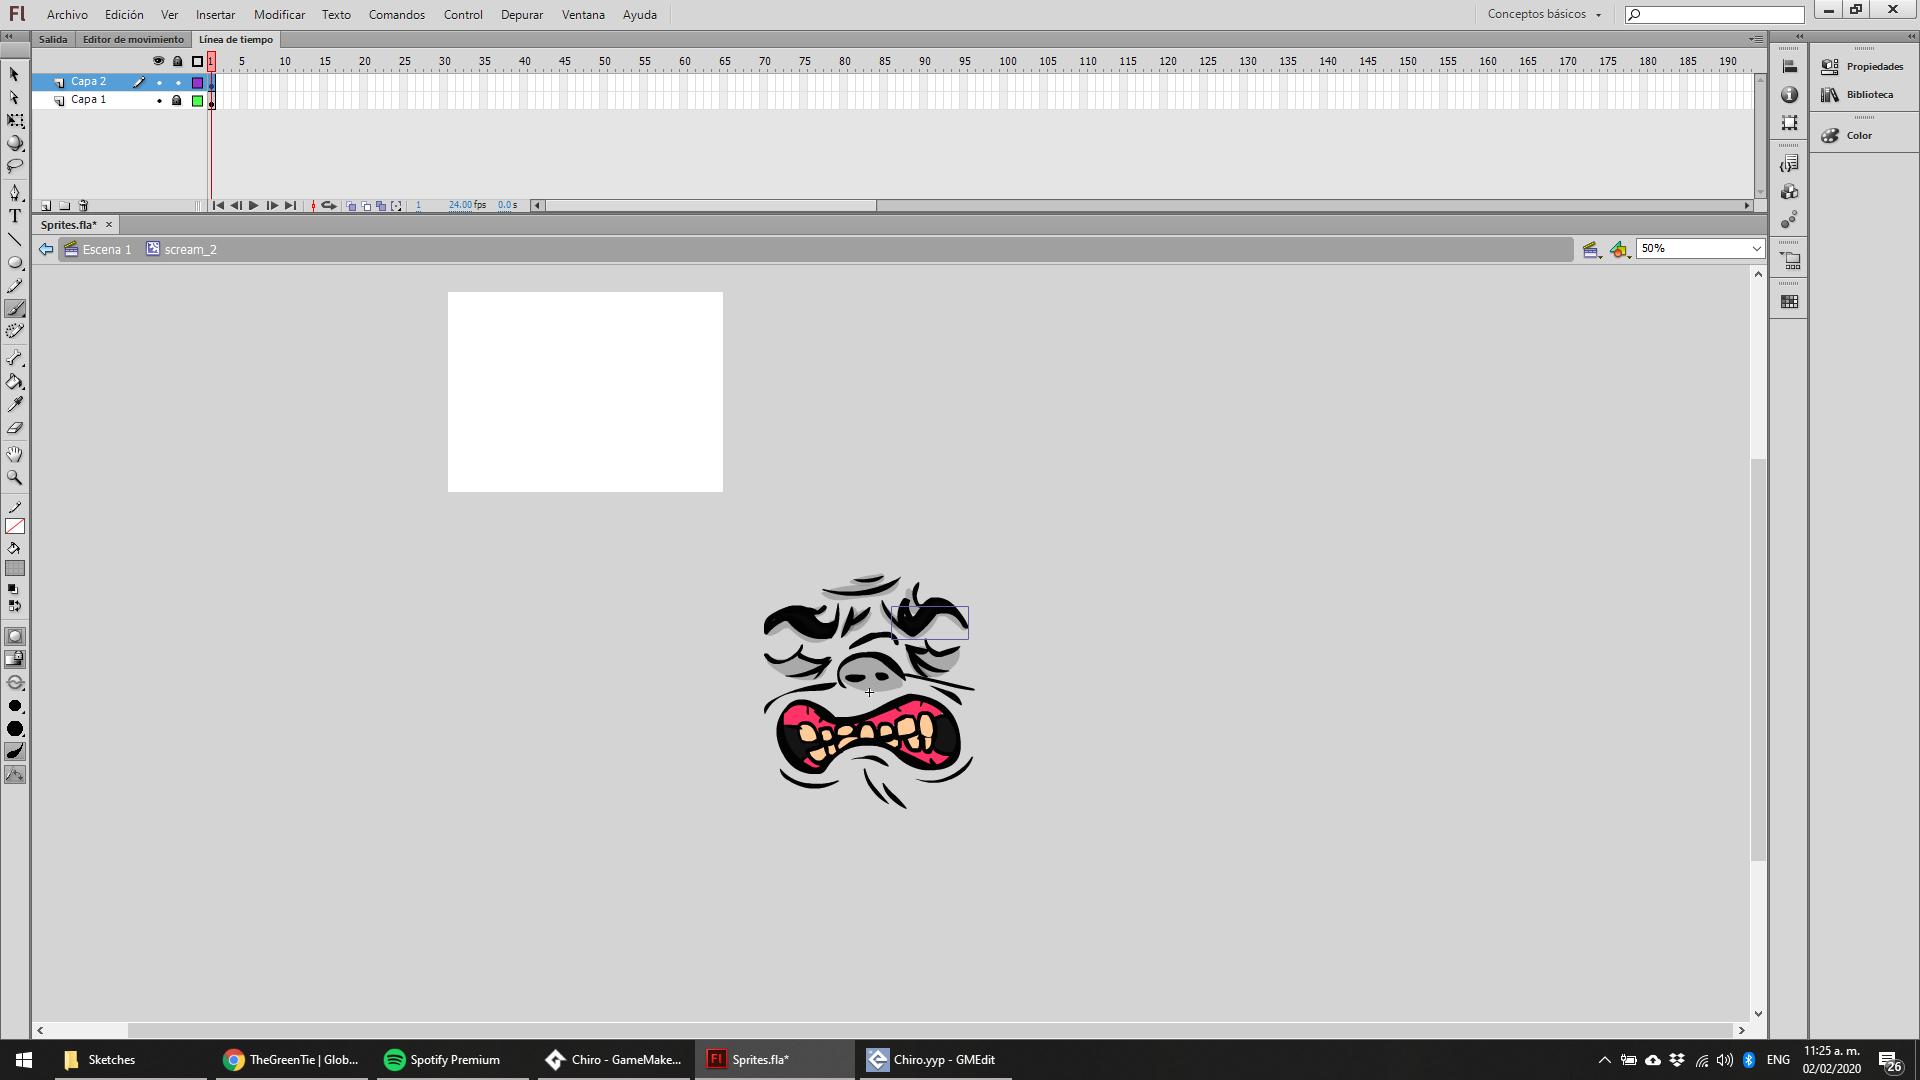 Fl Archivo Edición Ver Insertar Modificar Texto Comandos Control Depurar Ventana Ayuda Conceptos básicos
Salida Editor de movimiento Línea de tiempo
1 5 10 15 20 25 30 35 40 45 50 55 60 65 70 75 80 85 90 95 100 105 110 115 120 125 130 135 140 145 150 155 160 165 170 175 180 185 190
Capa 2
Capa 1
1 24.00 fps 0.0 s
Propiedades
Biblioteca
Color
Sprites.fla* ×
Escena 1 scream_2 50%
T
Sketches TheGreenTie | Glob... Spotify Premium Chiro - GameMake... Fl Sprites.fla* Chiro.yyp - GMEdit ENG 11:25 a. m.
02/02/2020 26